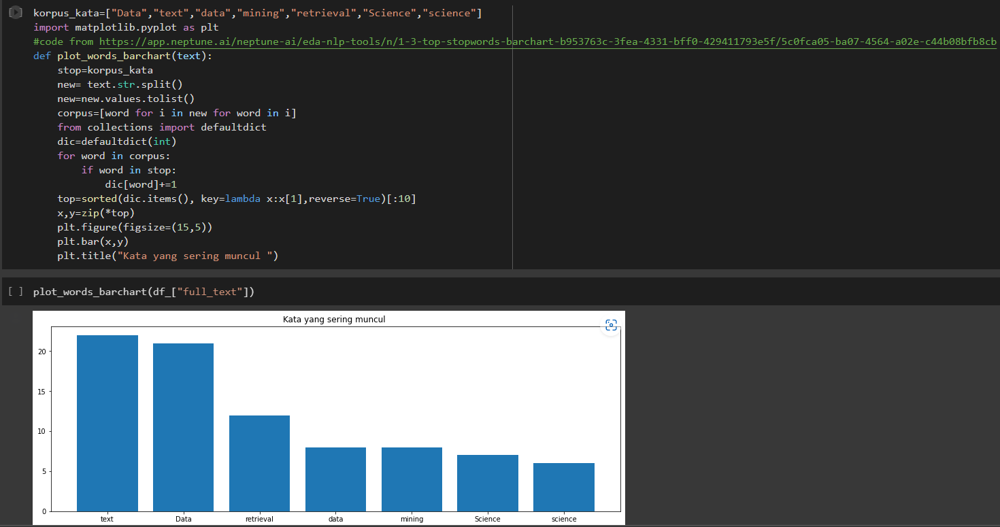 korpus_kata=["Data","text","data","mining","retrieval","Science","science"]
import matplotlib.pyplot as plt
#code from https://app.neptune.ai/neptune-ai/eda-nlp-tools/n/1-3-top-stopwords-barchart-b953763c-3fea-4331-bff0-429411793e5f/5c0fca05-ba07-4564-a02e-c44b08bfb8cb
def plot_words_barchart(text):
    stop=korpus_kata
    new= text.str.split()
    new=new.values.tolist()
    corpus=[word for i in new for word in i]
    from collections import defaultdict
    dic=defaultdict(int)
    for word in corpus:
        if word in stop:
            dic[word]+=1
    top=sorted(dic.items(), key=lambda x:x[1],reverse=True)[:10]
    x,y=zip(*top)
    plt.figure(figsize=(15,5))
    plt.bar(x,y)
    plt.title("Kata yang sering muncul ")
[ ] plot_words_barchart(df_["full_text"])
Kata yang sering muncul
20
15
10
5
0
text Data retrieval data mining Science science